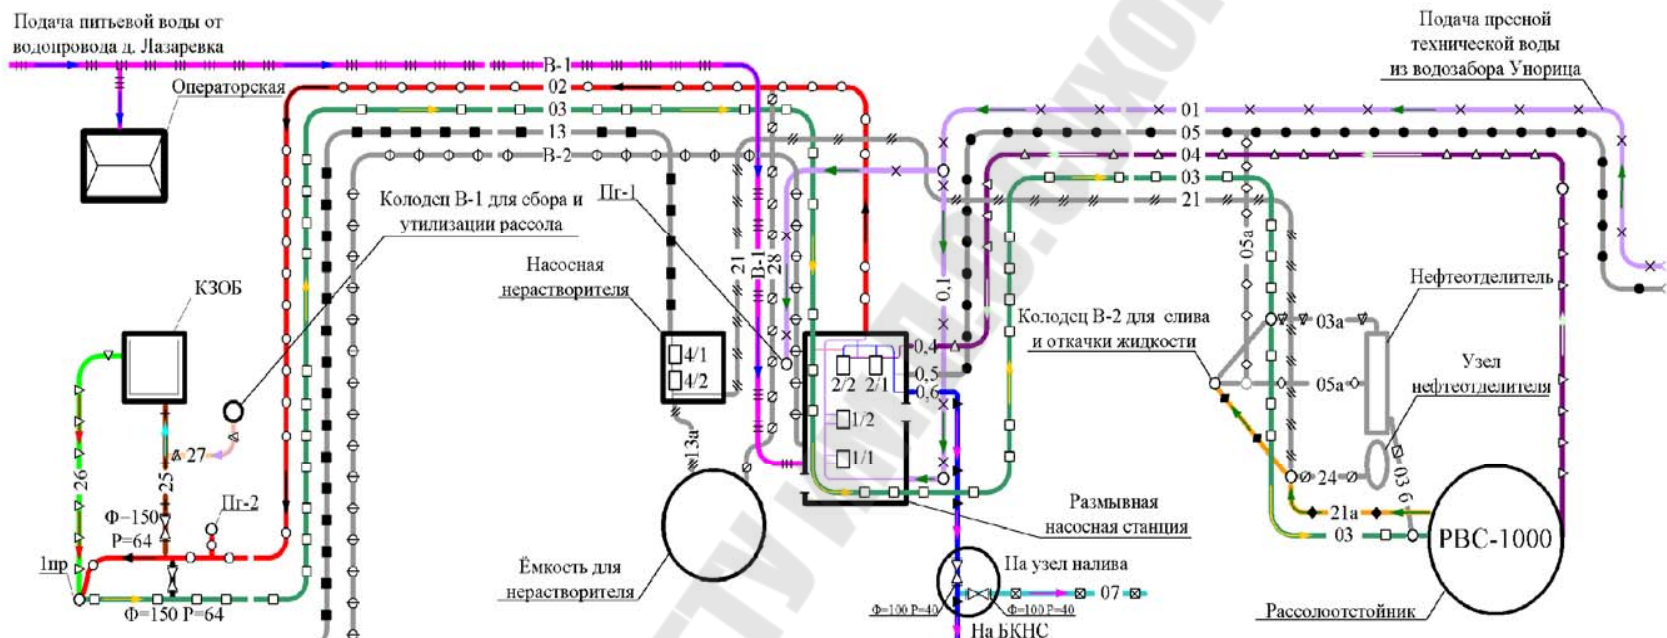 Подача питьевой воды от
водопровода д. Лазаревка
Операторская
В-1
02
03
13
В-2
Подача пресной
технической воды
из водозабора Унорица
01
05
04
03
21
Колодец В-1 для сбора и
утилизации рассола
Пг-1
КЗОБ
Насосная
нерастворителя
21
В-1
28
0,1
05а
Нефтеотделитель
Колодец В-2 для слива
и откачки жидкости
03а
05а
Узел
нефтеотделителя
4/1
4/2
0,4
0,5
0,6
2/2
2/1
1/2
1/1
13а
27
26
25
24
03 б
Пг-2
Ф=150
Р=64
1пр
Ф=150 Р=64
Ёмкость для
нерастворителя
Размывная
насосная станция
21а
03
РВС-1000
Па узел налива
07
Ф=100 Р=40
Ф=100 Р=40
На БКНС
Рассолоотстойник